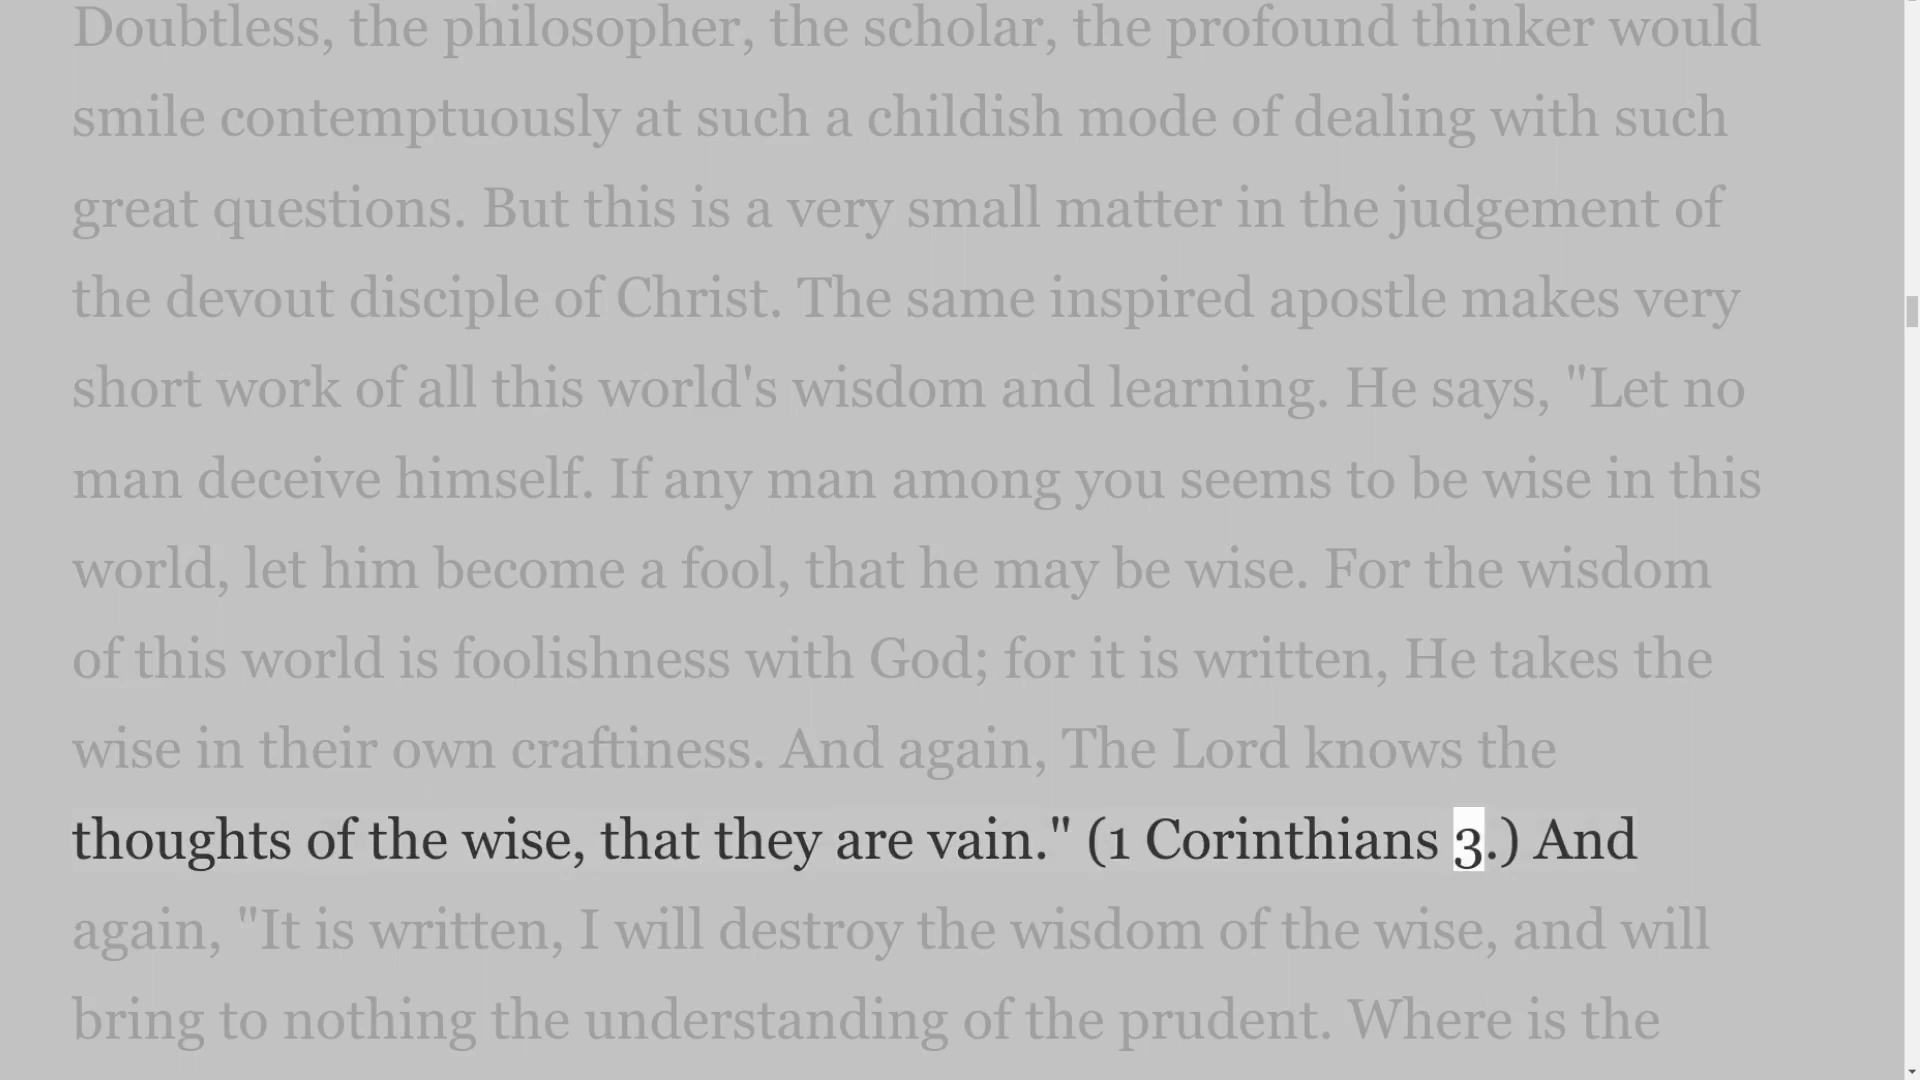 Doubtless, the philosopher, the scholar, the profound thinker would
smile contemptuously at such a childish mode of dealing with such
great questions. But this is a very small matter in the judgement of
the devout disciple of Christ. The same inspired apostle makes very
short work of all this world's wisdom and learning. He says, "Let no
man deceive himself. If any man among you seems to be wise in this
world, let him become a fool, that he may be wise. For the wisdom
of this world is foolishness with God; for it is written, He takes the
wise in their own craftiness. And again, The Lord knows the
thoughts of the wise, that they are vain." (1 Corinthians 3.) And
again, "It is written, I will destroy the wisdom of the wise, and will
bring to nothing the understanding of the prudent. Where is the